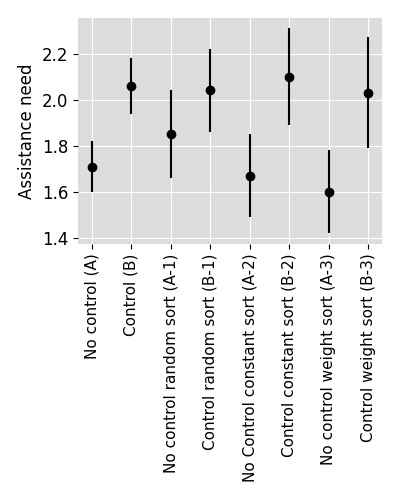 Assistance need
2.2
2.0
1.8
1.6
1.4
No control (A)
Control (B)
No control random sort (A-1)
Control random sort (B-1)
No Control constant sort (A-2)
Control constant sort (B-2)
No control weight sort (A-3)
Control weight sort (B-3)